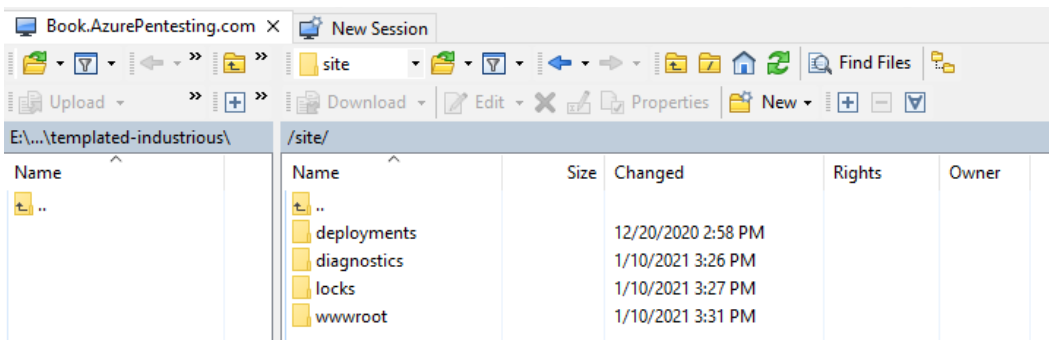 Book.AzurePentesting.com × New Session
site Find Files
Upload Download Edit Properties New
E:\...\templated-industrious\ /site/
Name Name Size Changed Rights Owner
.. ..
deployments 12/20/2020 2:58 PM
diagnostics 1/10/2021 3:26 PM
locks 1/10/2021 3:27 PM
wwwroot 1/10/2021 3:31 PM